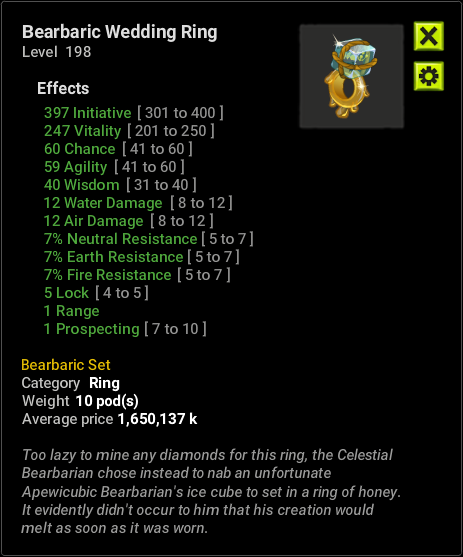 Bearbaric Wedding Ring
Level 198
Effects
397 Initiative [ 301 to 400 ]
247 Vitality [ 201 to 250 ]
60 Chance [ 41 to 60 ]
59 Agility [ 41 to 60 ]
40 Wisdom [ 31 to 40 ]
12 Water Damage [ 8 to 12 ]
12 Air Damage [ 8 to 12 ]
7% Neutral Resistance [ 5 to 7 ]
7% Earth Resistance [ 5 to 7 ]
7% Fire Resistance [ 5 to 7 ]
5 Lock [ 4 to 5 ]
1 Range
1 Prospecting [ 7 to 10 ]
Bearbaric Set
Category Ring
Weight 10 pod(s)
Average price 1,650,137 k
Too lazy to mine any diamonds for this ring, the Celestial
Bearbarian chose instead to nab an unfortunate
Apewicubic Bearbarian's ice cube to set in a ring of honey.
It evidently didn't occur to him that his creation would
melt as soon as it was worn.